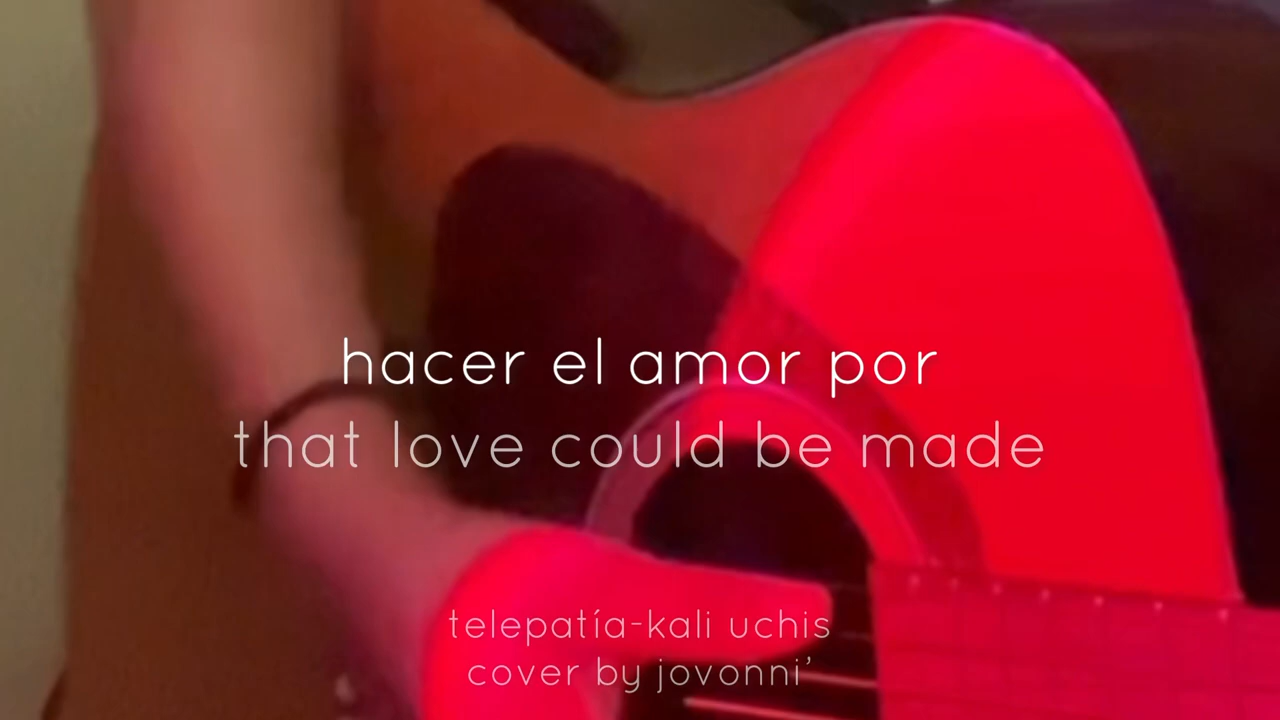 hacer el amor por
that love could be made
telepatía-kali uchis
cover by jovonni’